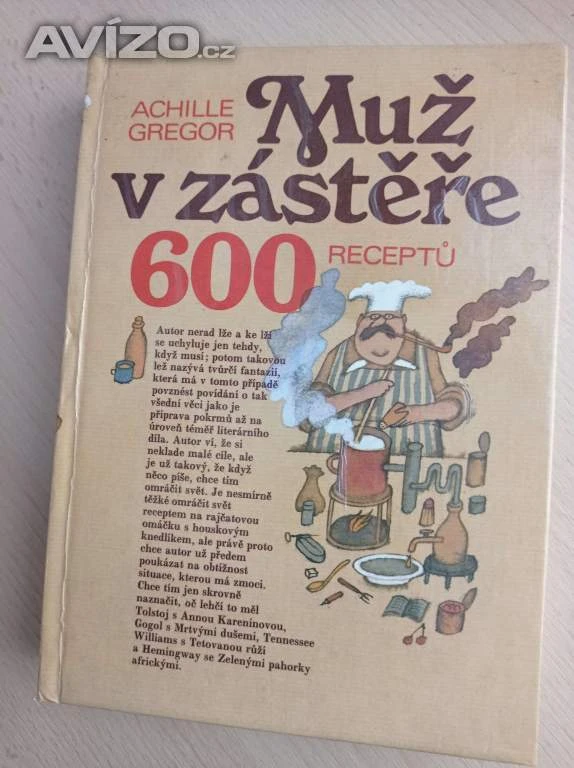 AVÍZO.cz
ACHILLE
GREGOR
Muž
v zástěře
600
RECEPTŮ
Autor nerad lže a ke lži
se uchyluje jen tehdy,
když musí; potom takovou
lež nazývá tvůrčí fantazií,
která má v tomto případě
povznést povídání o tak
všední věci jako je
příprava pokrmů až na
úroveň téměř literárního
díla. Autor ví, že si
neklade malé cíle, ale
je už takový, že když
něco píše, chce tím
omráčit svět. Je nesmírně
těžké omráčit svět
receptem na rajčatovou
omáčku s houskovým
knedlíkem, ale právě proto
chce autor už předem
poukázat na obtížnost
situace, kterou má zmoci.
Chce tím jen skrovně
naznačit, oč lehčí to měl
Tolstoj s Annou Kareninovou,
Gogol s Mrtvými dušemi, Tennessee
Williams s Tetovanou růží
a Hemingway se Zelenými pahorky
africkými.